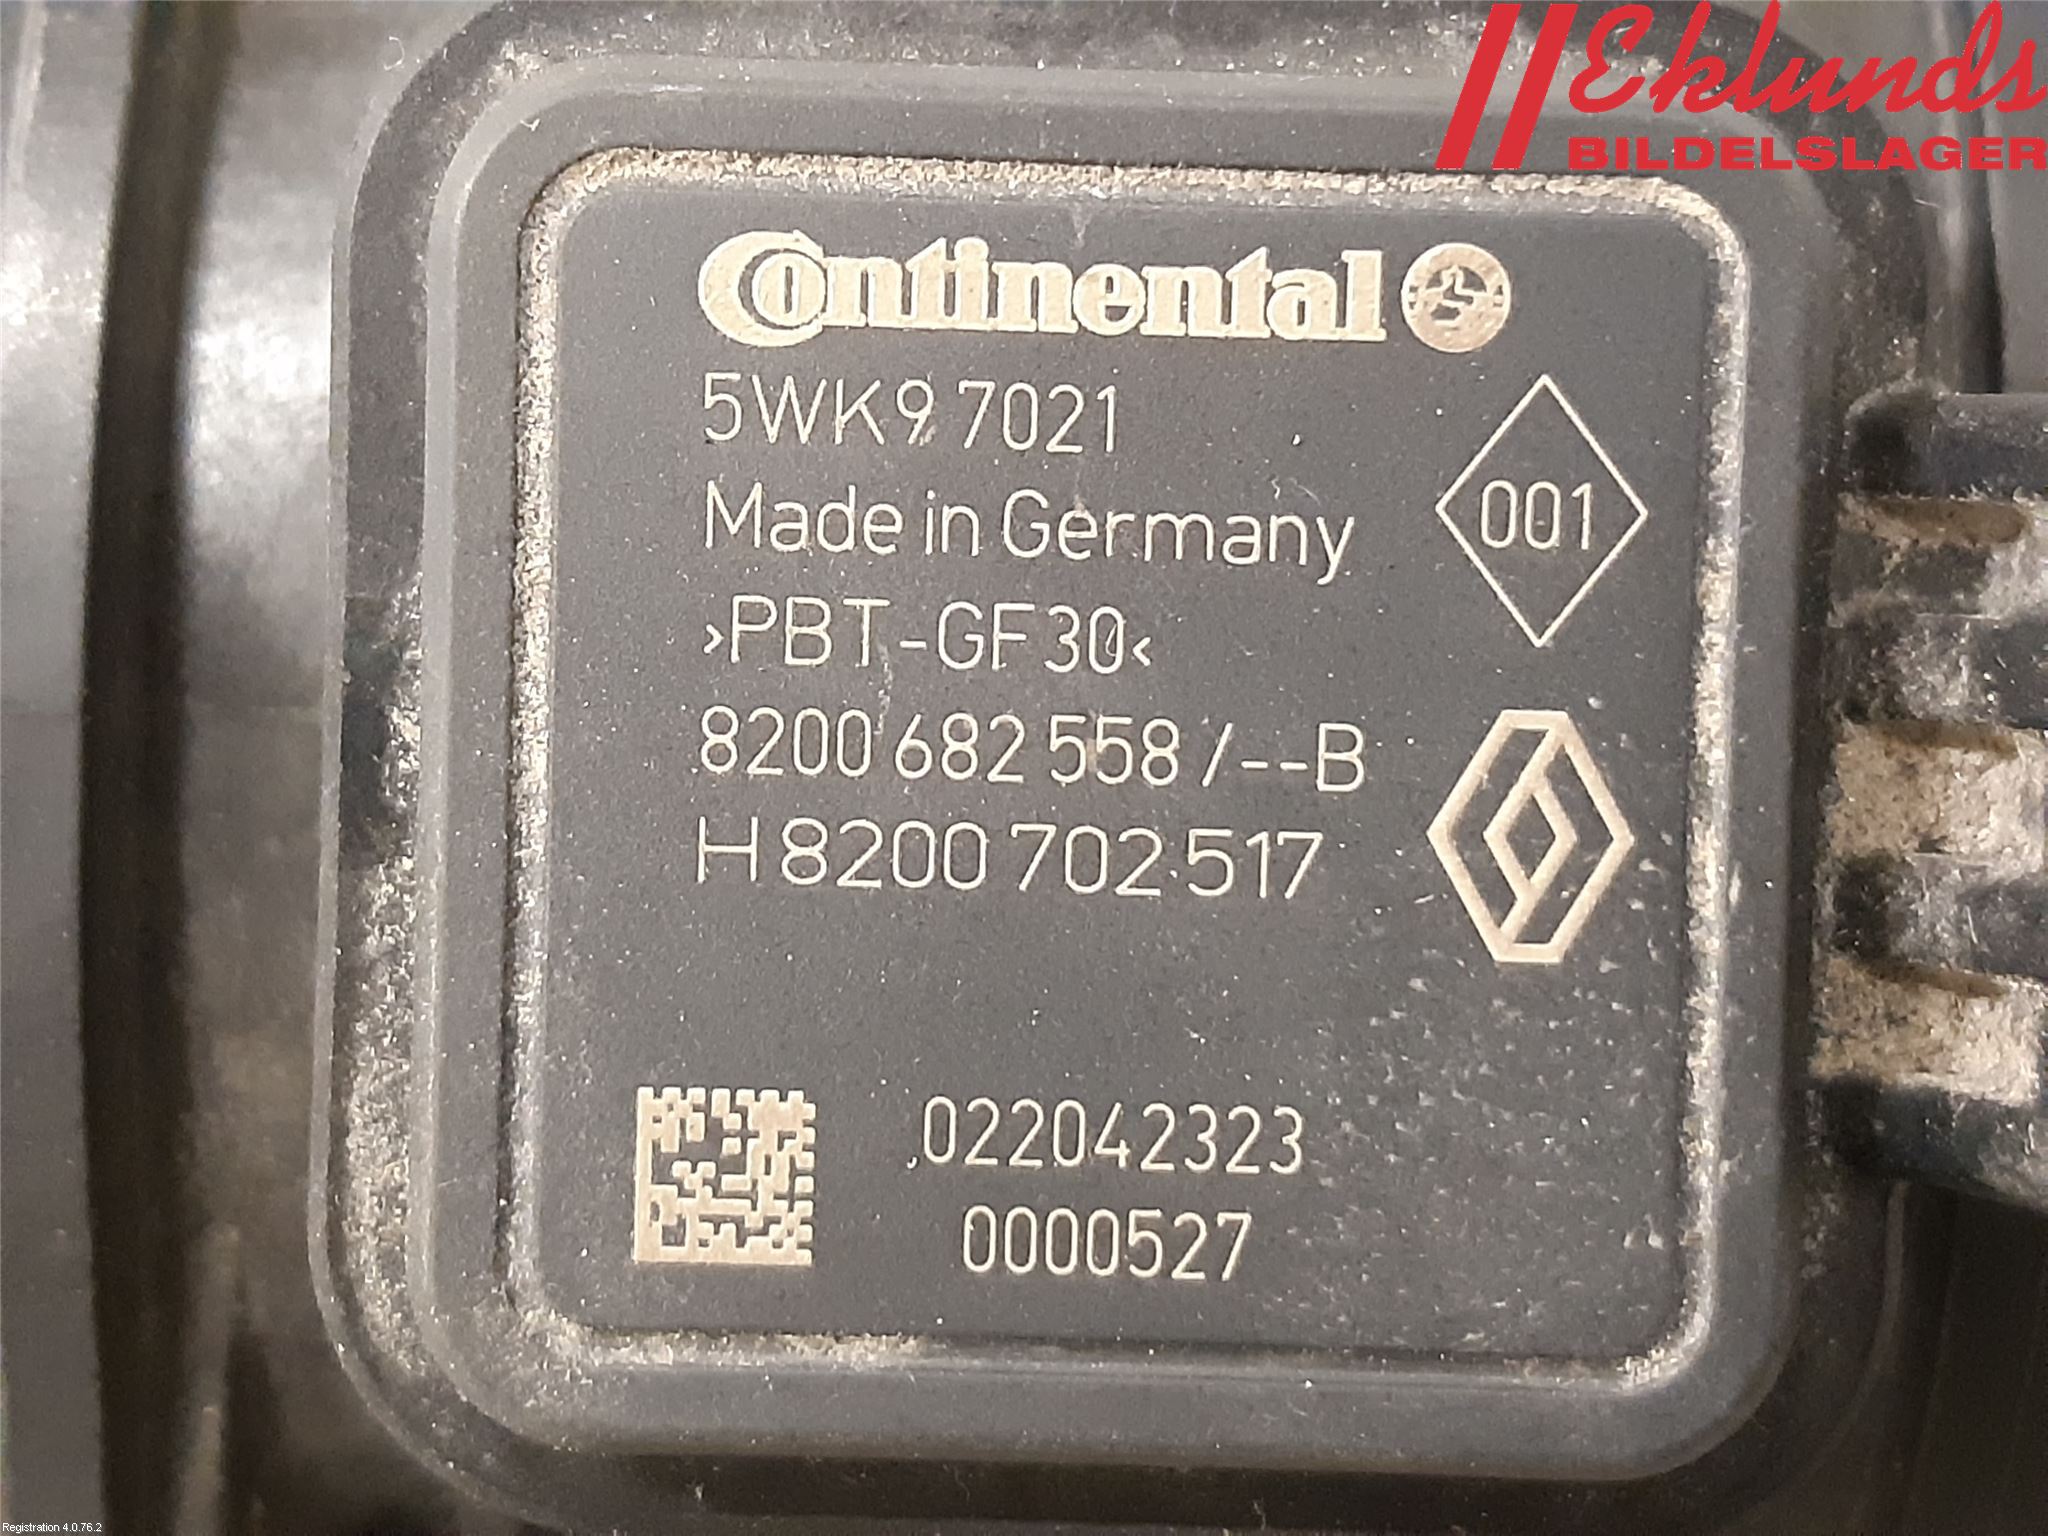 Eklunds
BILDELSLAGER
Continental
5WK9 7021
Made in Germany
001
>PBT-GF30<
8200 682 558 /--B
H8200 702 517
022042323
0000527
Registration 4.0.76.2